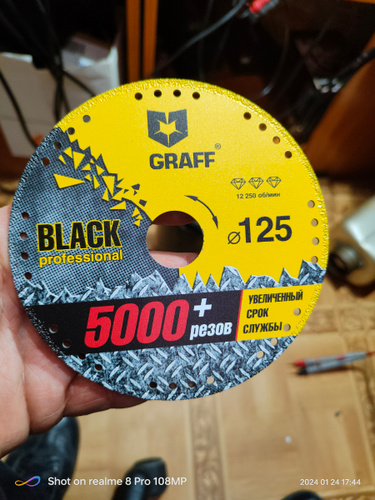 GRAFF®
12 250 об/мин
BLACK
professional
⌀125
5000+
резов
УВЕЛИЧЕННЫЙ
СРОК
СЛУЖБЫ
Shot on realme 8 Pro 108MP
2024 01 24 17:44